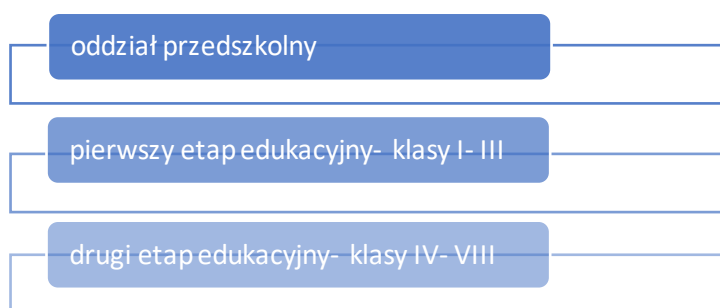 oddział przedszkolny
pierwszy etap edukacyjny- klasy I- III
drugi etap edukacyjny- klasy IV- VIII